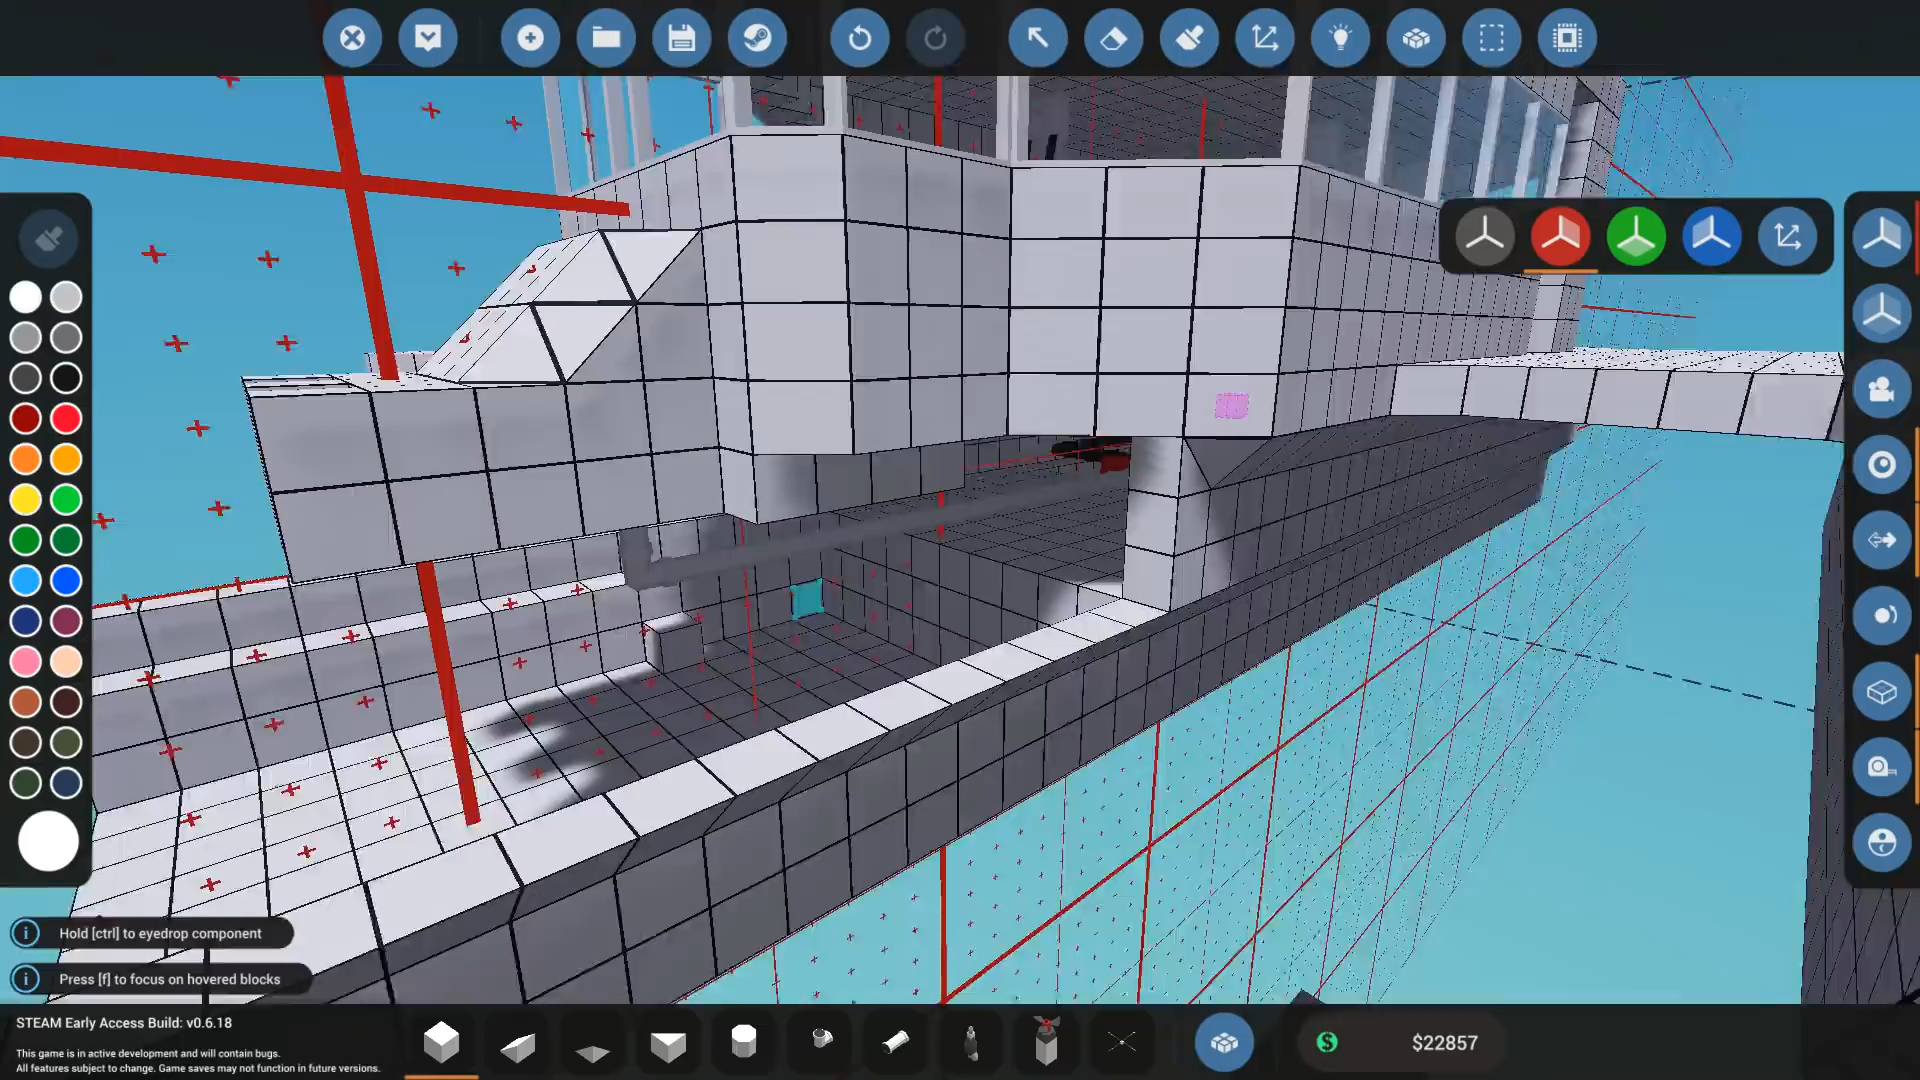 Hold [ctrl] to eyedrop component
Press [f] to focus on hovered blocks
STEAM Early Access Build: v0.6.18
This game is in active development and will contain bugs.
All features subject to change. Game saves may not function in future versions.
$22857